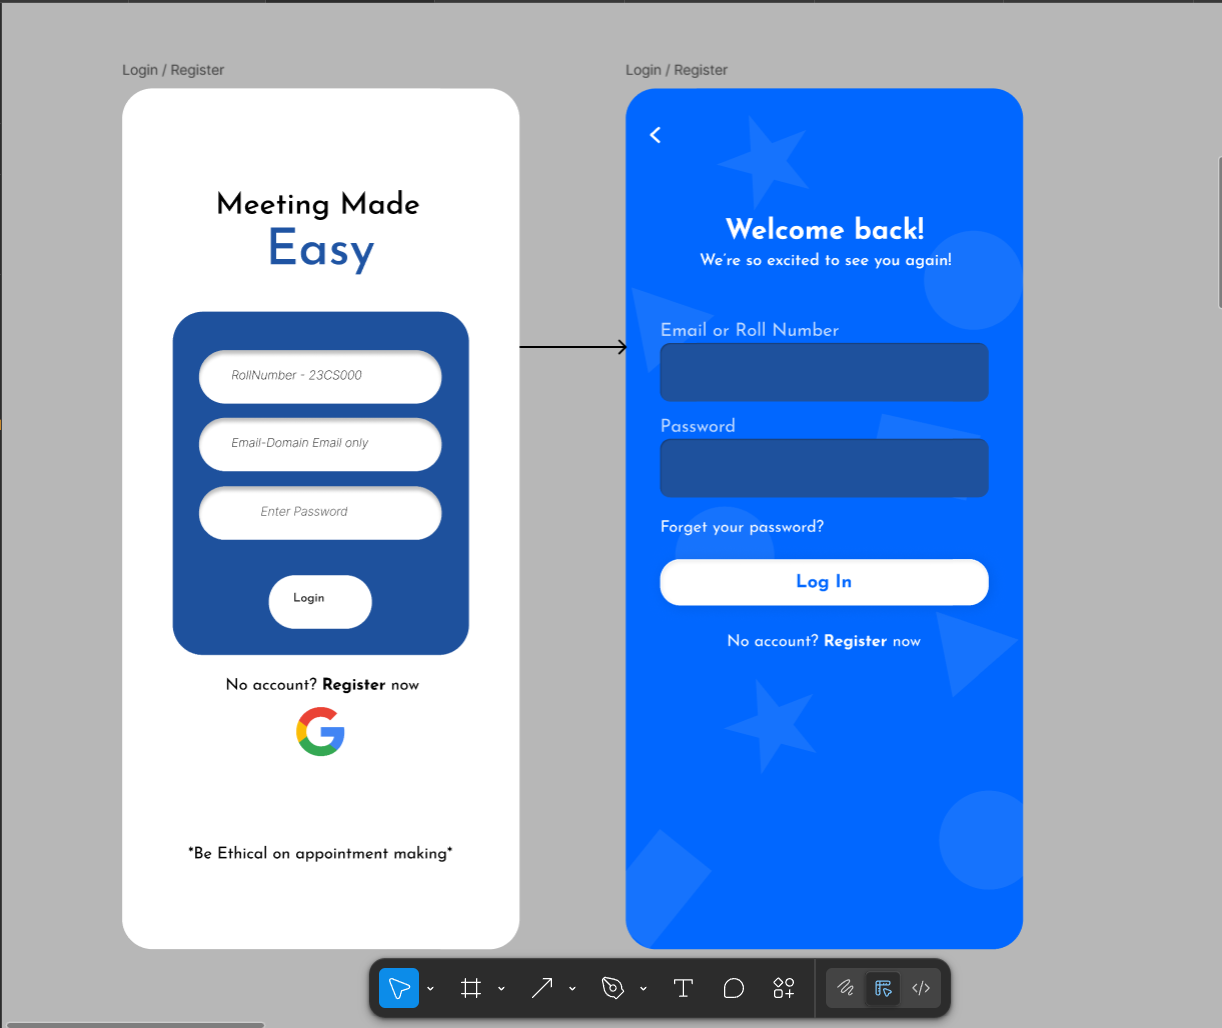 Login / Register
Meeting Made
Easy
RollNumber - 23CS000
Email-Domain Email only
Enter Password
Login
No account? Register now
*Be Ethical on appointment making*
Login / Register
Welcome back!
We're so excited to see you again!
Email or Roll Number
Password
Forget your password?
Log In
No account? Register now